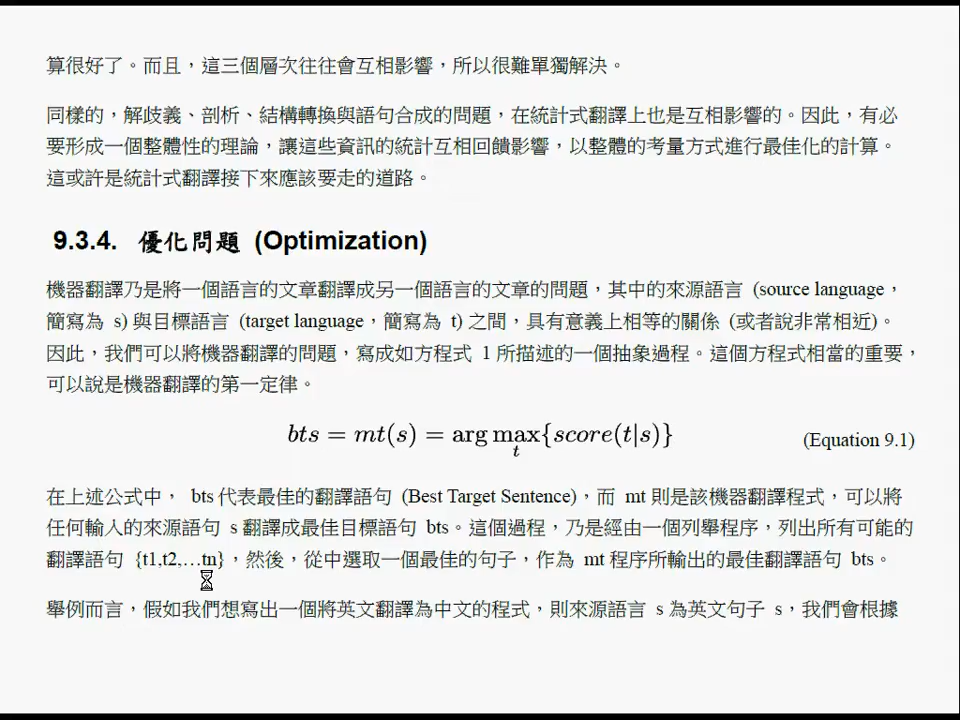 算很好了。而且，這三個層次往往會互相影響，所以很難單獨解決。
同樣的，解歧義、剖析、結構轉換與語句合成的問題，在統計式翻譯上也是互相影響的。因此，有必
要形成一個整體性的理論，讓這些資訊的統計互相回饋影響，以整體的考量方式進行最佳化的計算。
這或許是統計式翻譯接下來應該要走的道路。
9.3.4. 優化問題 (Optimization)
機器翻譯乃是將一個語言的文章翻譯成另一個語言的文章的問題，其中的來源語言 (source language，
簡寫為 s) 與目標語言 (target language，簡寫為 t) 之間，具有意義上相等的關係 (或者說非常相近)。
因此，我們可以將機器翻譯的問題，寫成如方程式 1 所描述的一個抽象過程。這個方程式相當的重要，
可以說是機器翻譯的第一定律。
bts = mt(s) = arg max{score(t|s)}
t
(Equation 9.1)
在上述公式中， bts 代表最佳的翻譯語句 (Best Target Sentence)，而 mt 則是該機器翻譯程式，可以將
任何輸入的來源語句 s 翻譯成最佳目標語句 bts。這個過程，乃是經由一個列舉程序，列出所有可能的
翻譯語句 {t1,t2,…tn}，然後，從中選取一個最佳的句子，作為 mt 程序所輸出的最佳翻譯語句 bts。
舉例而言，假如我們想寫出一個將英文翻譯為中文的程式，則來源語言 s 為英文句子 s，我們會根據